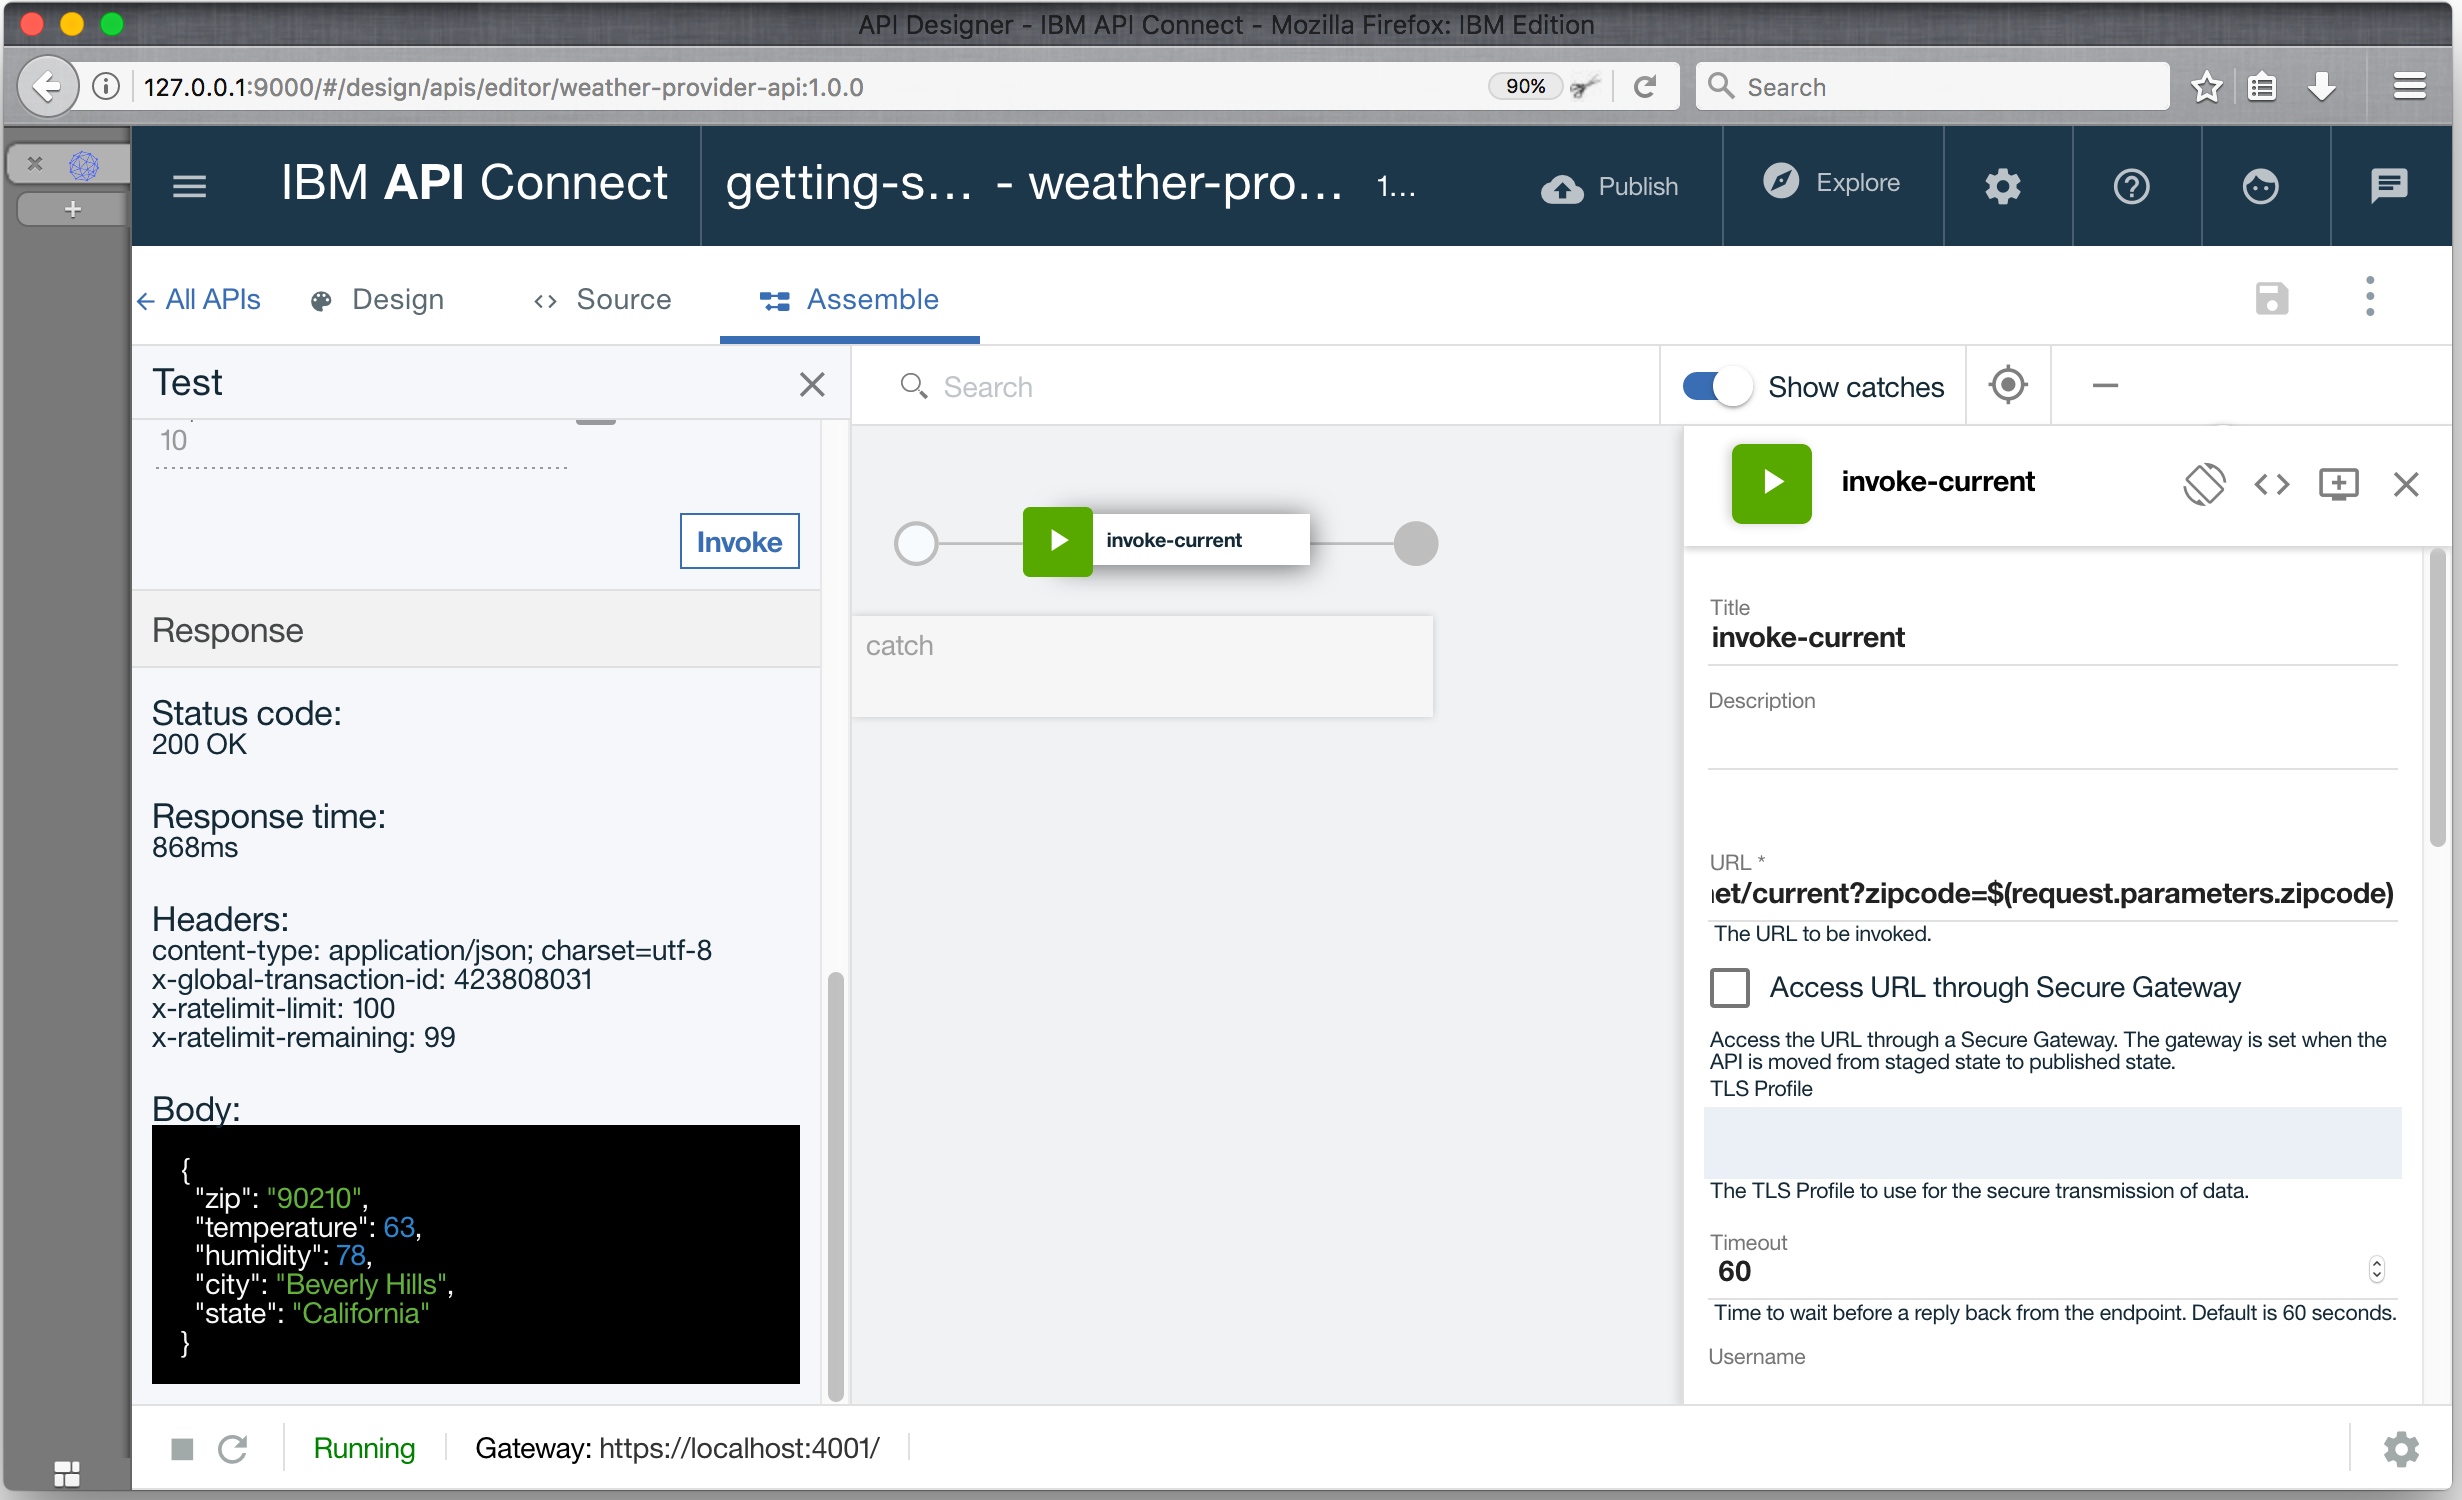 API Designer - IBM API Connect - Mozilla Firefox: IBM Edition
127.0.0.1:9000/#/design/apis/editor/weather-provider-api:1.0.0
90%
Search
IBM API Connect
getting-s... - weather-pro... 1...
Publish
Explore
All APIs
Design
Source
Assemble
Test
10
Invoke
Response
Status code:
200 OK
Response time:
868ms
Headers:
content-type: application/json; charset=utf-8
x-global-transaction-id: 423808031
x-ratelimit-limit: 100
x-ratelimit-remaining: 99
Body:
{
"zip": "90210",
"temperature": 63,
"humidity": 78,
"city": "Beverly Hills",
"state": "California"
}
Search
Show catches
invoke-current
catch
invoke-current
Title
invoke-current
Description
URL *
et/current?zipcode=$(request.parameters.zipcode)
The URL to be invoked.
Access URL through Secure Gateway
Access the URL through a Secure Gateway. The gateway is set when the
API is moved from staged state to published state.
TLS Profile
The TLS Profile to use for the secure transmission of data.
Timeout
60
Time to wait before a reply back from the endpoint. Default is 60 seconds.
Username
Running
Gateway: https://localhost:4001/